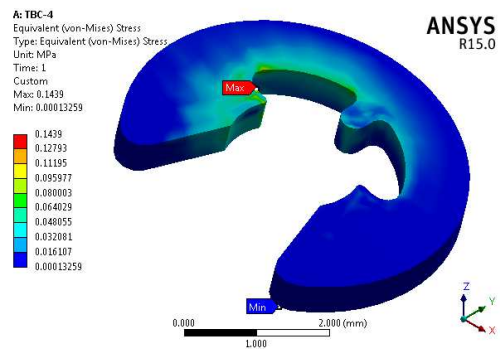 A: TBC-4
Equivalent (von-Mises) Stress
Type: Equivalent (von-Mises) Stress
Unit: MPa
Time: 1
Custom
Max: 0.1439
Min: 0.00013259
0.1439
0.12793
0.11195
0.095977
0.080003
0.064029
0.048055
0.032081
0.016107
0.00013259
ANSYS
R15.0
Max
Min
0.000
2.000 (mm)
1.000
Z
Y
X